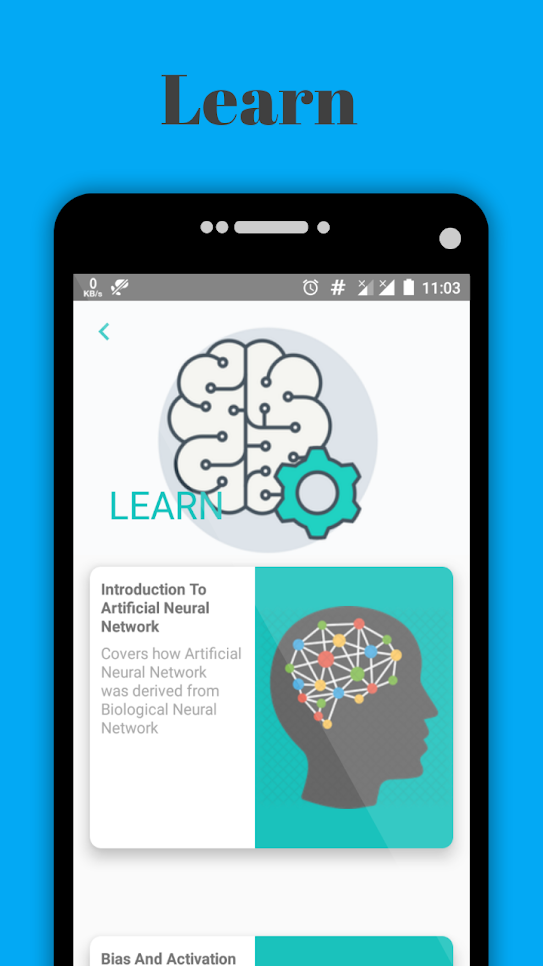 Learn
0
KB/s
# 11:03
LEARN
Introduction To
Artificial Neural
Network
Covers how Artificial
Neural Network
was derived from
Biological Neural
Network
Bias And Activation